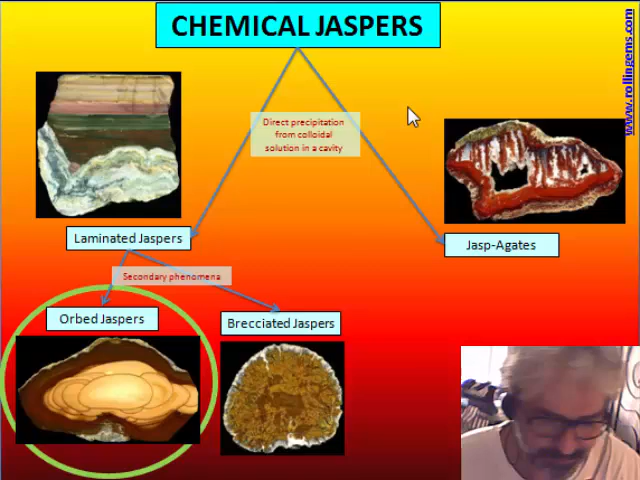 CHEMICAL JASPERS
www.rollingems.com
Direct precipitation
from colloidal
solution in a cavity
Laminated Jaspers
Jasp-Agates
Secondary phenomena
Orbed Jaspers
Brecciated Jaspers